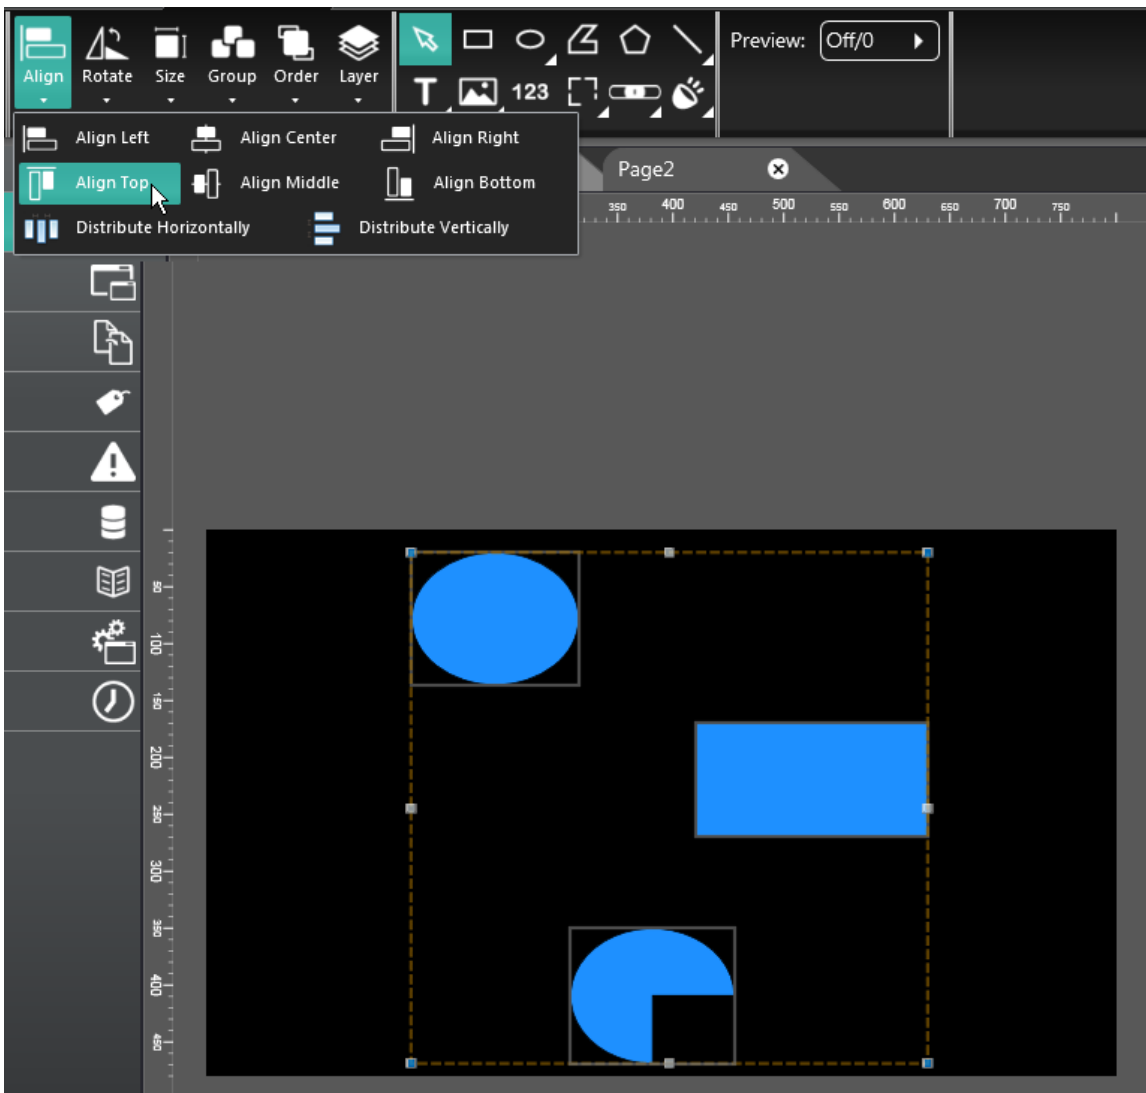 Align Rotate Size Group Order Layer
Preview: Off/0
T 123
Align Left Align Center Align Right
Align Top Align Middle Align Bottom
Distribute Horizontally Distribute Vertically
Page2
350 400 450 500 550 600 650 700 750
50
100
150
200
250
300
350
400
450